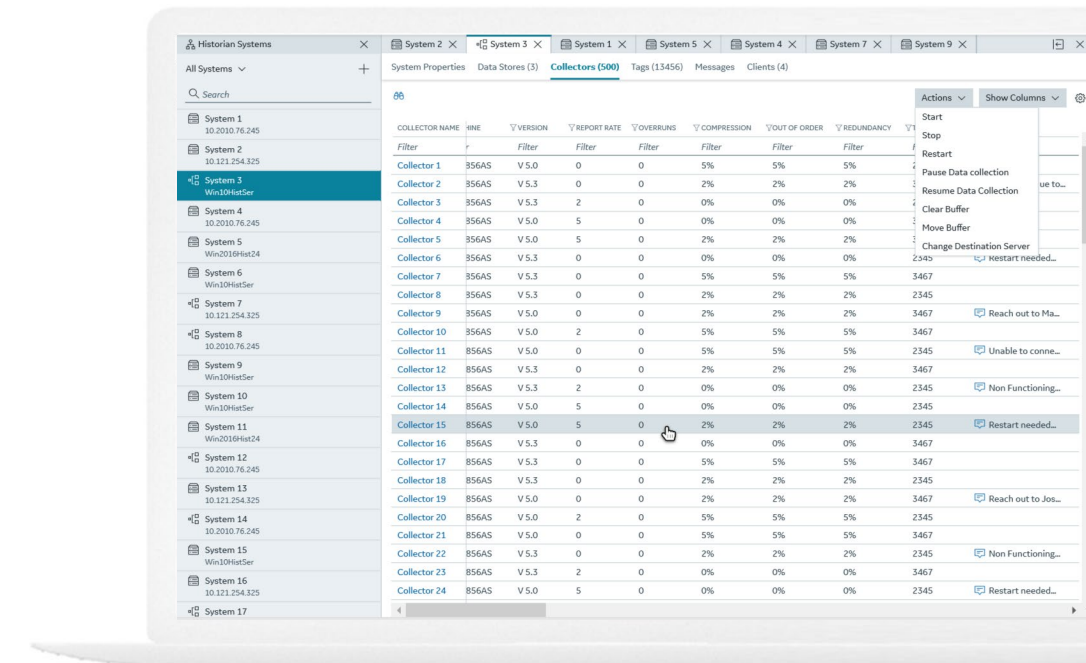 Historian Systems
System 2 System 3 System 1 System 5 System 4 System 7 System 9
All Systems
System Properties Data Stores (3) Collectors (500) Tags (13456) Messages Clients (4)
Search
Actions Show Columns
System 1
10.2010.76.245
System 2
10.121.254.325
System 3
Win10HistSer
System 4
10.2010.76.245
System 5
Win2016Hist24
System 6
Win10HistSer
System 7
10.121.254.325
System 8
10.2010.76.245
System 9
Win10HistSer
System 10
Win10HistSer
System 11
Win2016Hist24
System 12
10.2010.76.245
System 13
10.121.254.325
System 14
10.2010.76.245
System 15
Win10HistSer
System 16
10.121.254.325
System 17
Start
Stop
Restart
Pause Data collection
Resume Data Collection
Clear Buffer
Move Buffer
Change Destination Server
COLLECTOR NAME HINE VERSION REPORT RATE OVERRUNS COMPRESSION OUT OF ORDER REDUNDANCY T
Filter r Filter Filter Filter Filter Filter Filter
Collector 1 856AS V 5.0 0 0 5% 5% 5%
Collector 2 856AS V 5.3 0 0 2% 2% 2% ue to...
Collector 3 856AS V 5.3 2 0 0% 0% 0%
Collector 4 856AS V 5.0 5 0 0% 0% 0%
Collector 5 856AS V 5.0 5 0 2% 2% 2%
Collector 6 856AS V 5.3 0 0 0% 0% 0% 2345 Restart needed...
Collector 7 856AS V 5.3 0 0 5% 5% 5% 3467
Collector 8 856AS V 5.3 0 0 2% 2% 2% 2345
Collector 9 856AS V 5.0 0 0 2% 2% 2% 3467 Reach out to Ma...
Collector 10 856AS V 5.0 2 0 5% 5% 5% 3467
Collector 11 856AS V 5.0 0 0 5% 5% 5% 2345 Unable to conne...
Collector 12 856AS V 5.3 0 0 2% 2% 2% 3467
Collector 13 856AS V 5.3 2 0 0% 0% 0% 2345 Non Functioning...
Collector 14 856AS V 5.0 5 0 0% 0% 0% 2345
Collector 15 856AS V 5.0 5 0 2% 2% 2% 2345 Restart needed...
Collector 16 856AS V 5.3 0 0 0% 0% 0% 3467
Collector 17 856AS V 5.3 0 0 5% 5% 5% 3467
Collector 18 856AS V 5.3 0 0 2% 2% 2% 2345
Collector 19 856AS V 5.0 0 0 2% 2% 2% 3467 Reach out to Jos...
Collector 20 856AS V 5.0 2 0 5% 5% 5% 2345
Collector 21 856AS V 5.0 0 0 5% 5% 5% 3467
Collector 22 856AS V 5.3 0 0 2% 2% 2% 2345 Non Functioning...
Collector 23 856AS V 5.3 2 0 0% 0% 0% 3467
Collector 24 856AS V 5.0 5 0 0% 0% 0% 2345 Restart needed...